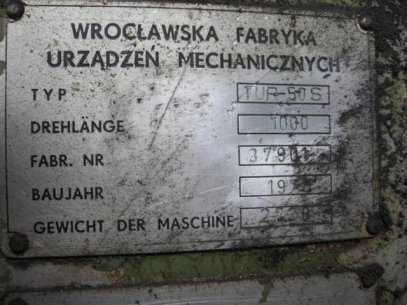 WROCŁAWSKA FABRYKA
URZĄDZEŃ MECHANICZNYCH
TYP TUR-50S
DREHLÄNGE 1000
FABR. NR
BAUJAHR
GEWICHT DER MASCHINE